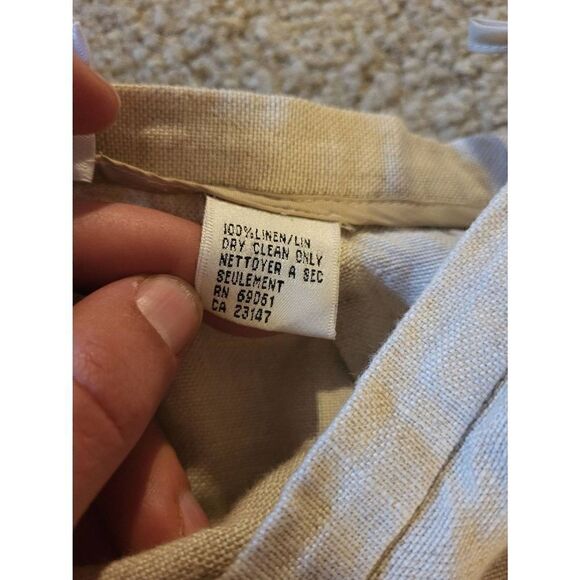 100% LINEN/LIN
DRY CLEAN ONLY
NETTOYER A SEC
SEULEMENT
RN 69061
CA 23147